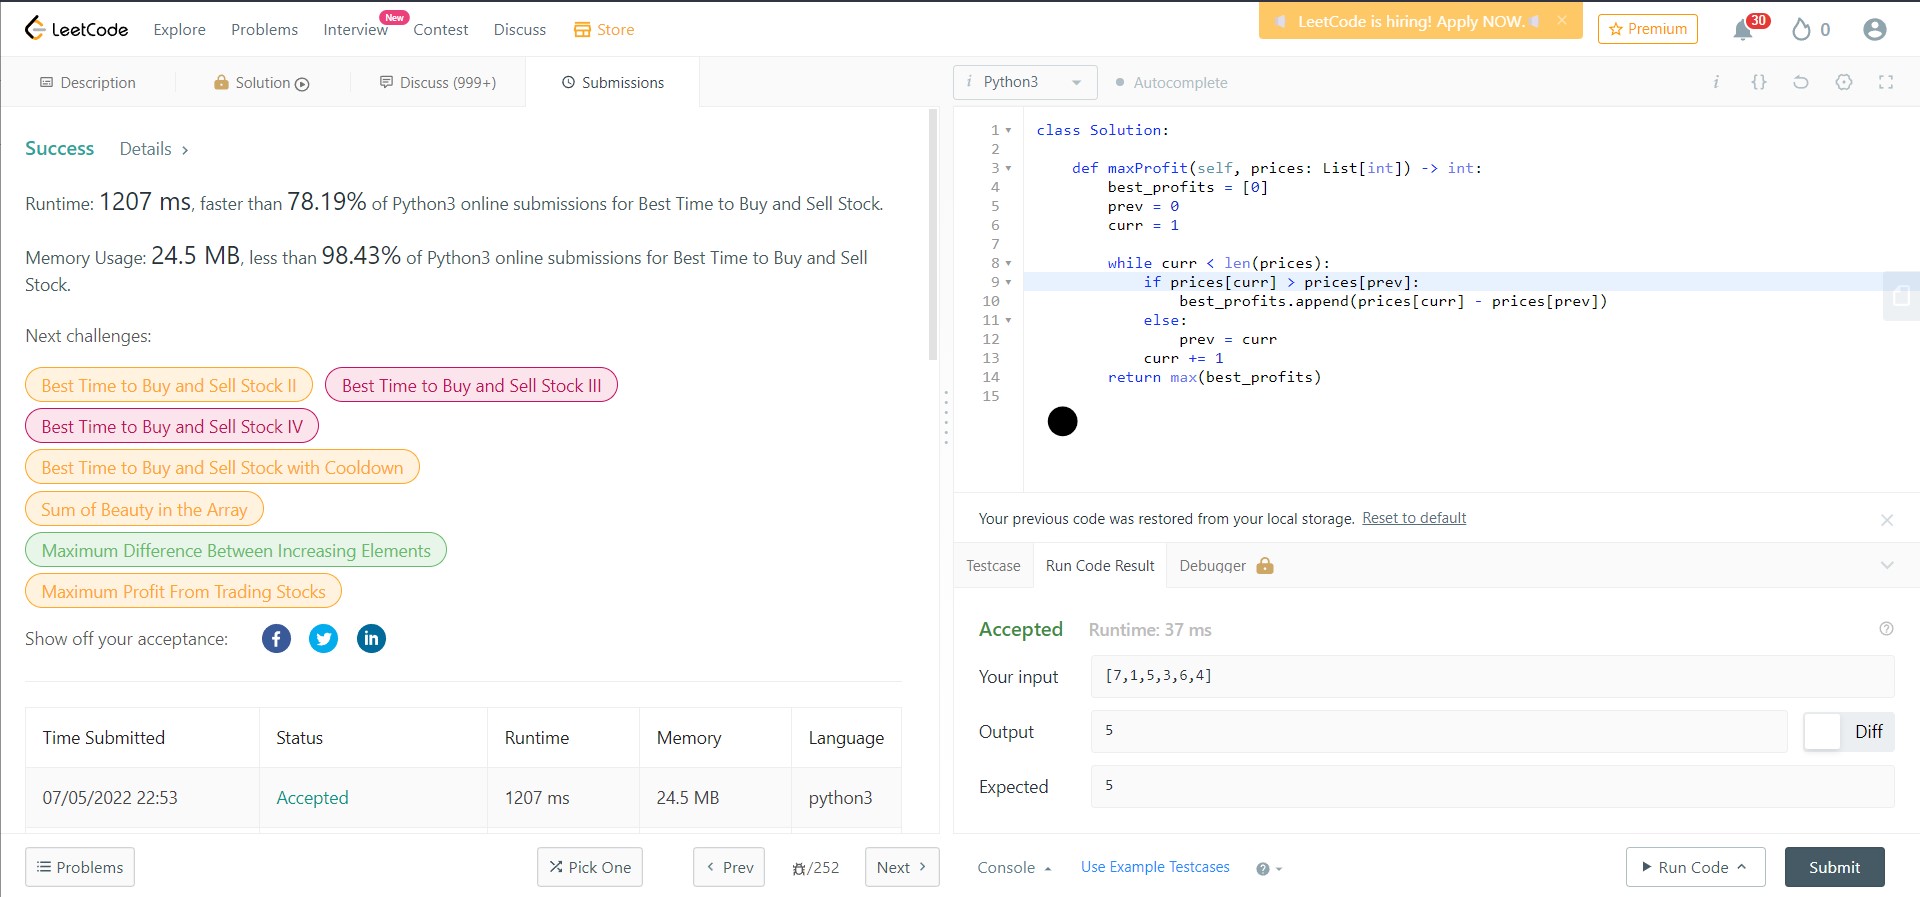 LeetCode
Explore
Problems
Interview
New
Contest
Discuss
Store
LeetCode is hiring! Apply NOW.
Premium
30
0
Description
Solution
Discuss (999+)
Submissions
i Python3
Autocomplete
i
{}
Success
Details >
Runtime: 1207 ms, faster than 78.19% of Python3 online submissions for Best Time to Buy and Sell Stock.
Memory Usage: 24.5 MB, less than 98.43% of Python3 online submissions for Best Time to Buy and Sell
Stock.
Next challenges:
Best Time to Buy and Sell Stock II
Best Time to Buy and Sell Stock III
Best Time to Buy and Sell Stock IV
Best Time to Buy and Sell Stock with Cooldown
Sum of Beauty in the Array
Maximum Difference Between Increasing Elements
Maximum Profit From Trading Stocks
Show off your acceptance:
f
in
Time Submitted Status Runtime Memory Language
07/05/2022 22:53 Accepted 1207 ms 24.5 MB python3
Problems
Pick One
< Prev
/252
Next >
1 class Solution:
2
3     def maxProfit(self, prices: List[int]) -> int:
4         best_profits = [0]
5         prev = 0
6         curr = 1
7
8         while curr < len(prices):
9             if prices[curr] > prices[prev]:
10                 best_profits.append(prices[curr] - prices[prev])
11             else:
12                 prev = curr
13             curr += 1
14         return max(best_profits)
15
Your previous code was restored from your local storage. Reset to default
Testcase
Run Code Result
Debugger
Accepted Runtime: 37 ms
Your input [7,1,5,3,6,4]
Output 5
Diff
Expected 5
Console
Use Example Testcases
?
Run Code
Submit